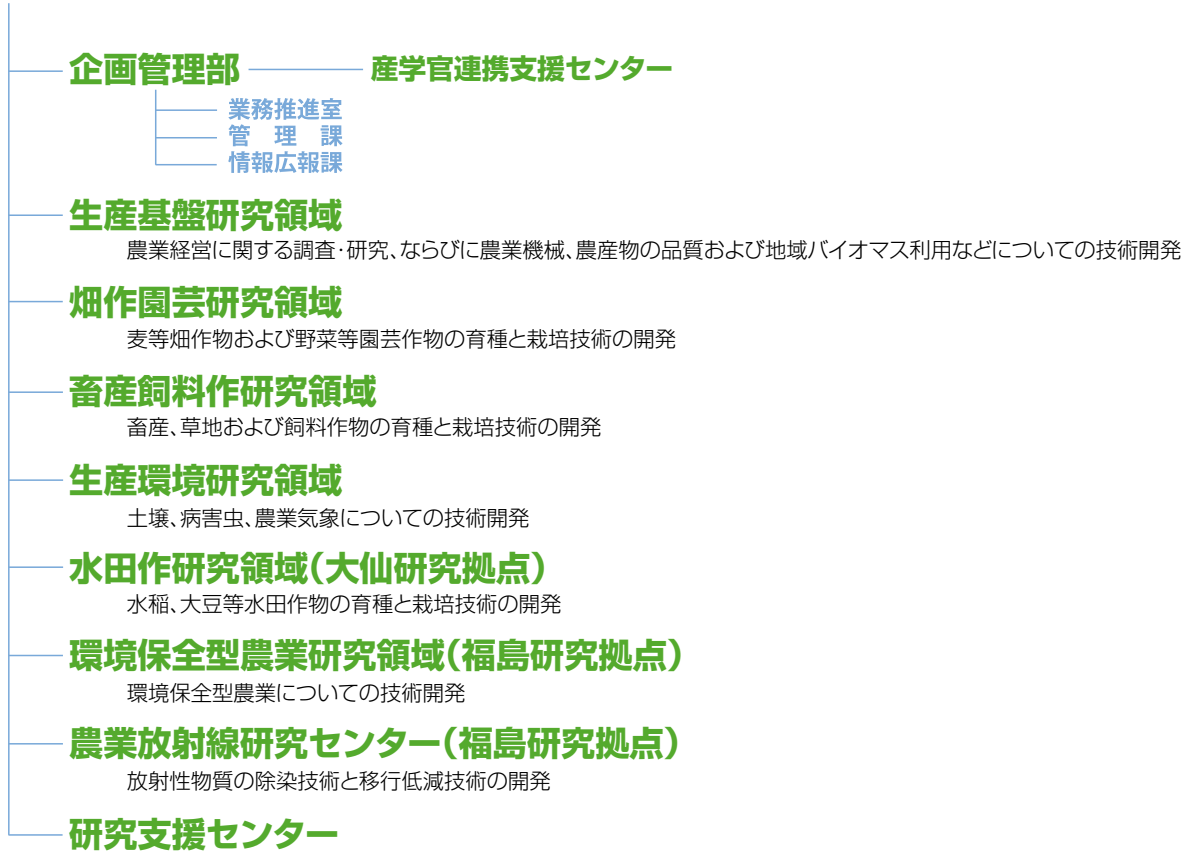 企画管理部 産学官連携支援センター
業務推進室
管　理　課
情報広報課
生産基盤研究領域
農業経営に関する調査・研究、ならびに農業機械、農産物の品質および地域バイオマス利用などについての技術開発
畑作園芸研究領域
麦等畑作物および野菜等園芸作物の育種と栽培技術の開発
畜産飼料作研究領域
畜産、草地および飼料作物の育種と栽培技術の開発
生産環境研究領域
土壌、病害虫、農業気象についての技術開発
水田作研究領域(大仙研究拠点)
水稲、大豆等水田作物の育種と栽培技術の開発
環境保全型農業研究領域(福島研究拠点)
環境保全型農業についての技術開発
農業放射線研究センター(福島研究拠点)
放射性物質の除染技術と移行低減技術の開発
研究支援センター